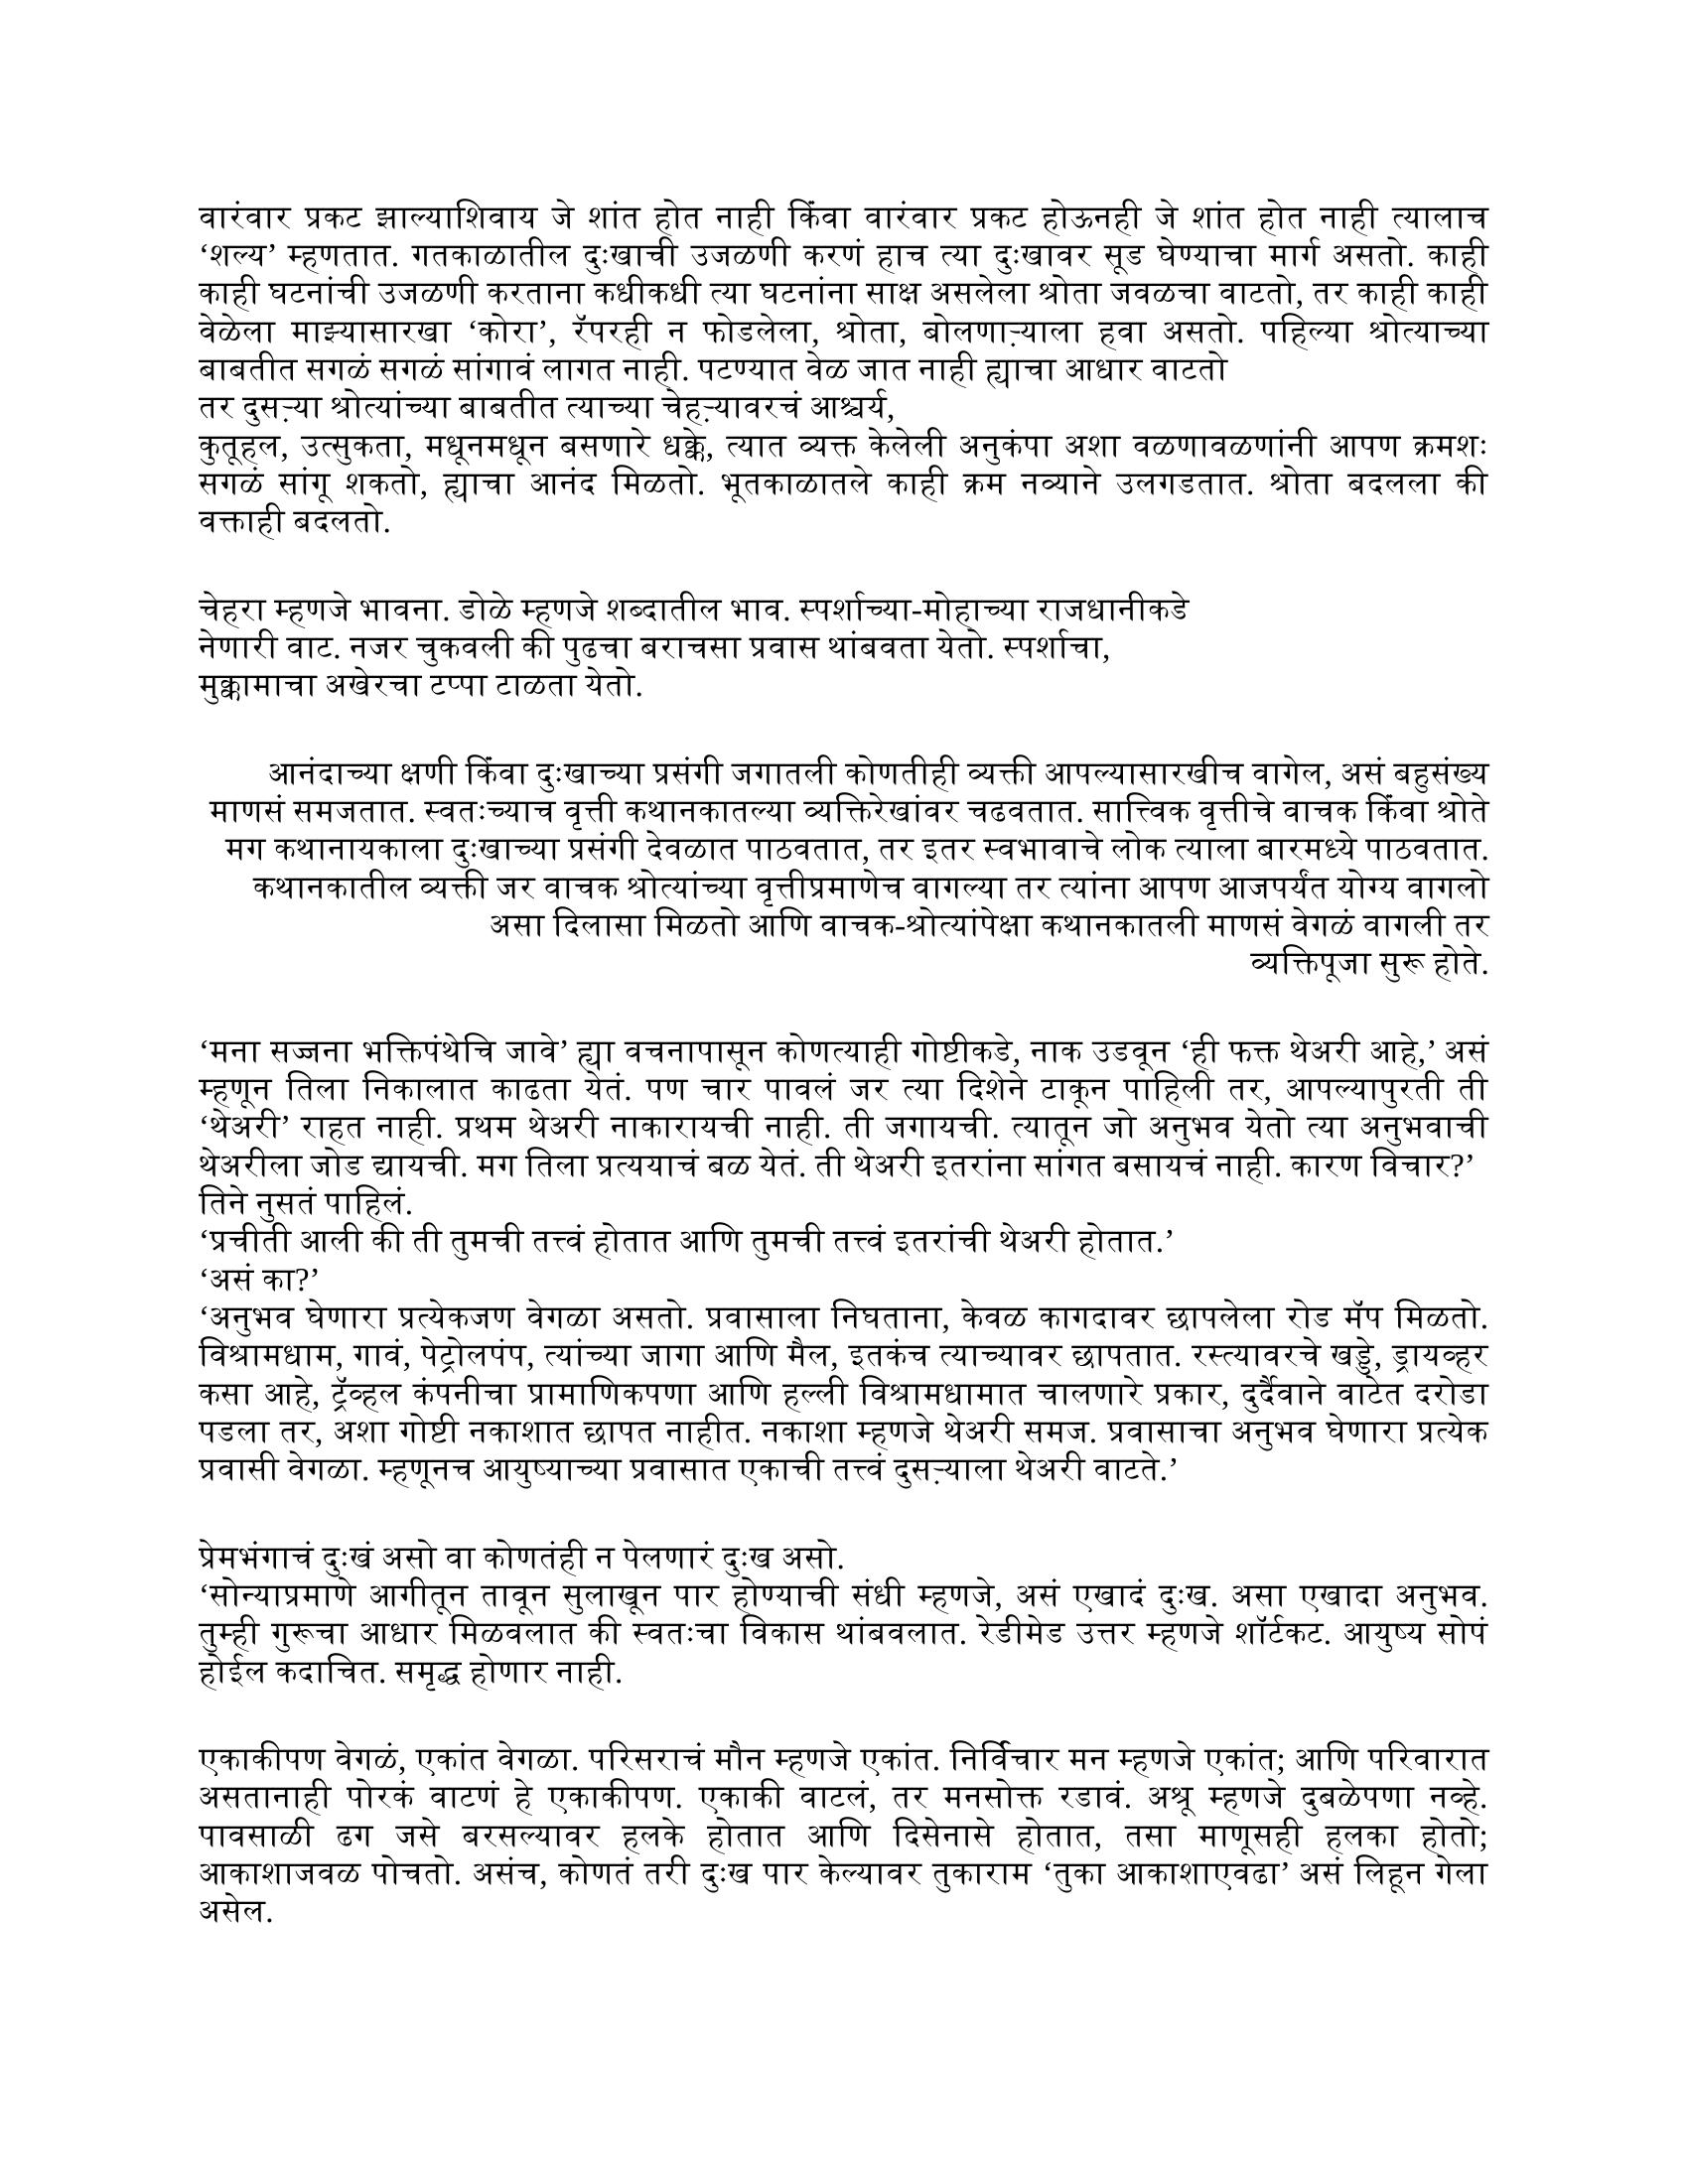 वारंवार प्रकट झाल्याशिवाय जे शांत होत नाही किंवा वारंवार प्रकट होऊनही जे शांत होत नाही त्यालाच
‘शल्य’ म्हणतात. गतकाळातील दुःखाची उजळणी करणं हाच त्या दुःखावर सूड घेण्याचा मार्ग असतो. काही
काही घटनांची उजळणी करताना कधीकधी त्या घटनांना साक्ष असलेला श्रोता जवळचा वाटतो, तर काही काही
वेळेला माझ्यासारखा ‘कोरा’, रॅपरही न फोडलेला, श्रोता, बोलणाऱ्याला हवा असतो. पहिल्या श्रोत्याच्या
बाबतीत सगळं सगळं सांगावं लागत नाही. पटण्यात वेळ जात नाही ह्याचा आधार वाटतो
तर दुसऱ्या श्रोत्यांच्या बाबतीत त्याच्या चेहऱ्यावरचं आश्चर्य,
कुतूहल, उत्सुकता, मधूनमधून बसणारे धक्के, त्यात व्यक्त केलेली अनुकंपा अशा वळणावळणांनी आपण क्रमशः
सगळं सांगू शकतो, ह्याचा आनंद मिळतो. भूतकाळातले काही क्रम नव्याने उलगडतात. श्रोता बदलला की
वक्ताही बदलतो.
चेहरा म्हणजे भावना. डोळे म्हणजे शब्दातील भाव. स्पर्शाच्या-मोहाच्या राजधानीकडे
नेणारी वाट. नजर चुकवली की पुढचा बराचसा प्रवास थांबवता येतो. स्पर्शाचा,
मुक्कामाचा अखेरचा टप्पा टाळता येतो.
आनंदाच्या क्षणी किंवा दुःखाच्या प्रसंगी जगातली कोणतीही व्यक्ती आपल्यासारखीच वागेल, असं बहुसंख्य
माणसं समजतात. स्वतःच्याच वृत्ती कथानकातल्या व्यक्तिरेखांवर चढवतात. सात्त्विक वृत्तीचे वाचक किंवा श्रोते
मग कथानायकाला दुःखाच्या प्रसंगी देवळात पाठवतात, तर इतर स्वभावाचे लोक त्याला बारमध्ये पाठवतात.
कथानकातील व्यक्ती जर वाचक श्रोत्यांच्या वृत्तीप्रमाणेच वागल्या तर त्यांना आपण आजपर्यंत योग्य वागलो
असा दिलासा मिळतो आणि वाचक-श्रोत्यांपेक्षा कथानकातली माणसं वेगळं वागली तर
व्यक्तिपूजा सुरू होते.
‘मना सज्जना भक्तिपंथेचि जावे’ ह्या वचनापासून कोणत्याही गोष्टीकडे, नाक उडवून ‘ही फक्त थेअरी आहे,’ असं
म्हणून तिला निकालात काढता येतं. पण चार पावलं जर त्या दिशेने टाकून पाहिली तर, आपल्यापुरती ती
‘थेअरी’ राहत नाही. प्रथम थेअरी नाकारायची नाही. ती जगायची. त्यातून जो अनुभव येतो त्या अनुभवाची
थेअरीला जोड द्यायची. मग तिला प्रत्ययाचं बळ येतं. ती थेअरी इतरांना सांगत बसायचं नाही. कारण विचार?’
तिने नुसतं पाहिलं.
‘प्रचीती आली की ती तुमची तत्त्वं होतात आणि तुमची तत्त्वं इतरांची थेअरी होतात.’
‘असं का?’
‘अनुभव घेणारा प्रत्येकजण वेगळा असतो. प्रवासाला निघताना, केवळ कागदावर छापलेला रोड मॅप मिळतो.
विश्रामधाम, गावं, पेट्रोलपंप, त्यांच्या जागा आणि मैल, इतकंच त्याच्यावर छापतात. रस्त्यावरचे खड्डे, ड्रायव्हर
कसा आहे, ट्रॅव्हल कंपनीचा प्रामाणिकपणा आणि हल्ली विश्रामधामात चालणारे प्रकार, दुर्दैवाने वाटेत दरोडा
पडला तर, अशा गोष्टी नकाशात छापत नाहीत. नकाशा म्हणजे थेअरी समज. प्रवासाचा अनुभव घेणारा प्रत्येक
प्रवासी वेगळा. म्हणूनच आयुष्याच्या प्रवासात एकाची तत्त्वं दुसऱ्याला थेअरी वाटते.’
प्रेमभंगाचं दुःखं असो वा कोणतंही न पेलणारं दुःख असो.
‘सोन्याप्रमाणे आगीतून तावून सुलाखून पार होण्याची संधी म्हणजे, असं एखादं दुःख. असा एखादा अनुभव.
तुम्ही गुरूचा आधार मिळवलात की स्वतःचा विकास थांबवलात. रेडीमेड उत्तर म्हणजे शॉर्टकट. आयुष्य सोपं
होईल कदाचित. समृद्ध होणार नाही.
एकाकीपण वेगळं, एकांत वेगळा. परिसराचं मौन म्हणजे एकांत. निर्विचार मन म्हणजे एकांत; आणि परिवारात
असतानाही पोरकं वाटणं हे एकाकीपण. एकाकी वाटलं, तर मनसोक्त रडावं. अश्रू म्हणजे दुबळेपणा नव्हे.
पावसाळी ढग जसे बरसल्यावर हलके होतात आणि दिसेनासे होतात, तसा माणूसही हलका होतो;
आकाशाजवळ पोचतो. असंच, कोणतं तरी दुःख पार केल्यावर तुकाराम ‘तुका आकाशाएवढा’ असं लिहून गेला
असेल.